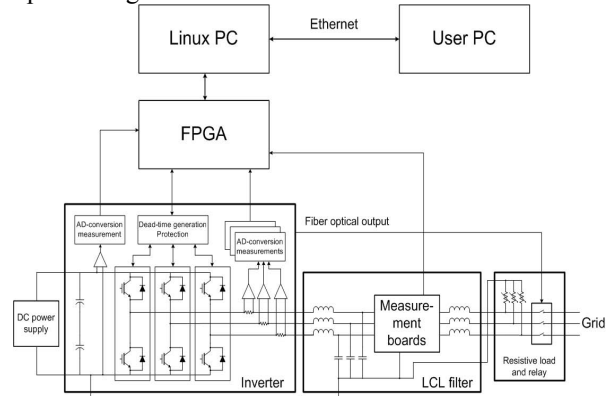 Ethernet
Linux PC
User PC
FPGA
AD-conversion
measurement
Dead-time generation
Protection
AD-conversion
measurements
Fiber optical output
DC power
supply
Measure-
ment
boards
Grid
Resistive load
and relay
Inverter
LCL filter